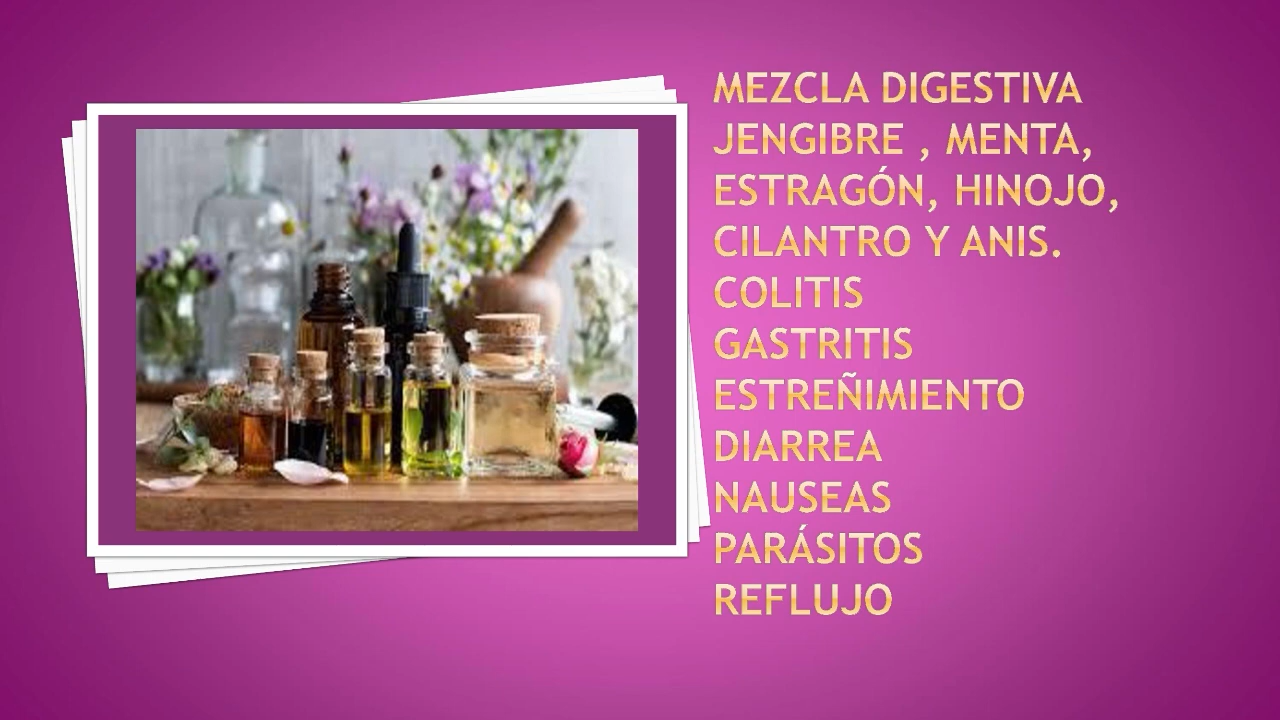 MEZCLA DIGESTIVA
JENGIBRE , MENTA,
ESTRAGÓN, HINOJO,
CILANTRO Y ANIS.
COLITIS
GASTRITIS
ESTREÑIMIENTO
DIARREA
NAUSEAS
PARÁSITOS
REFLUJO